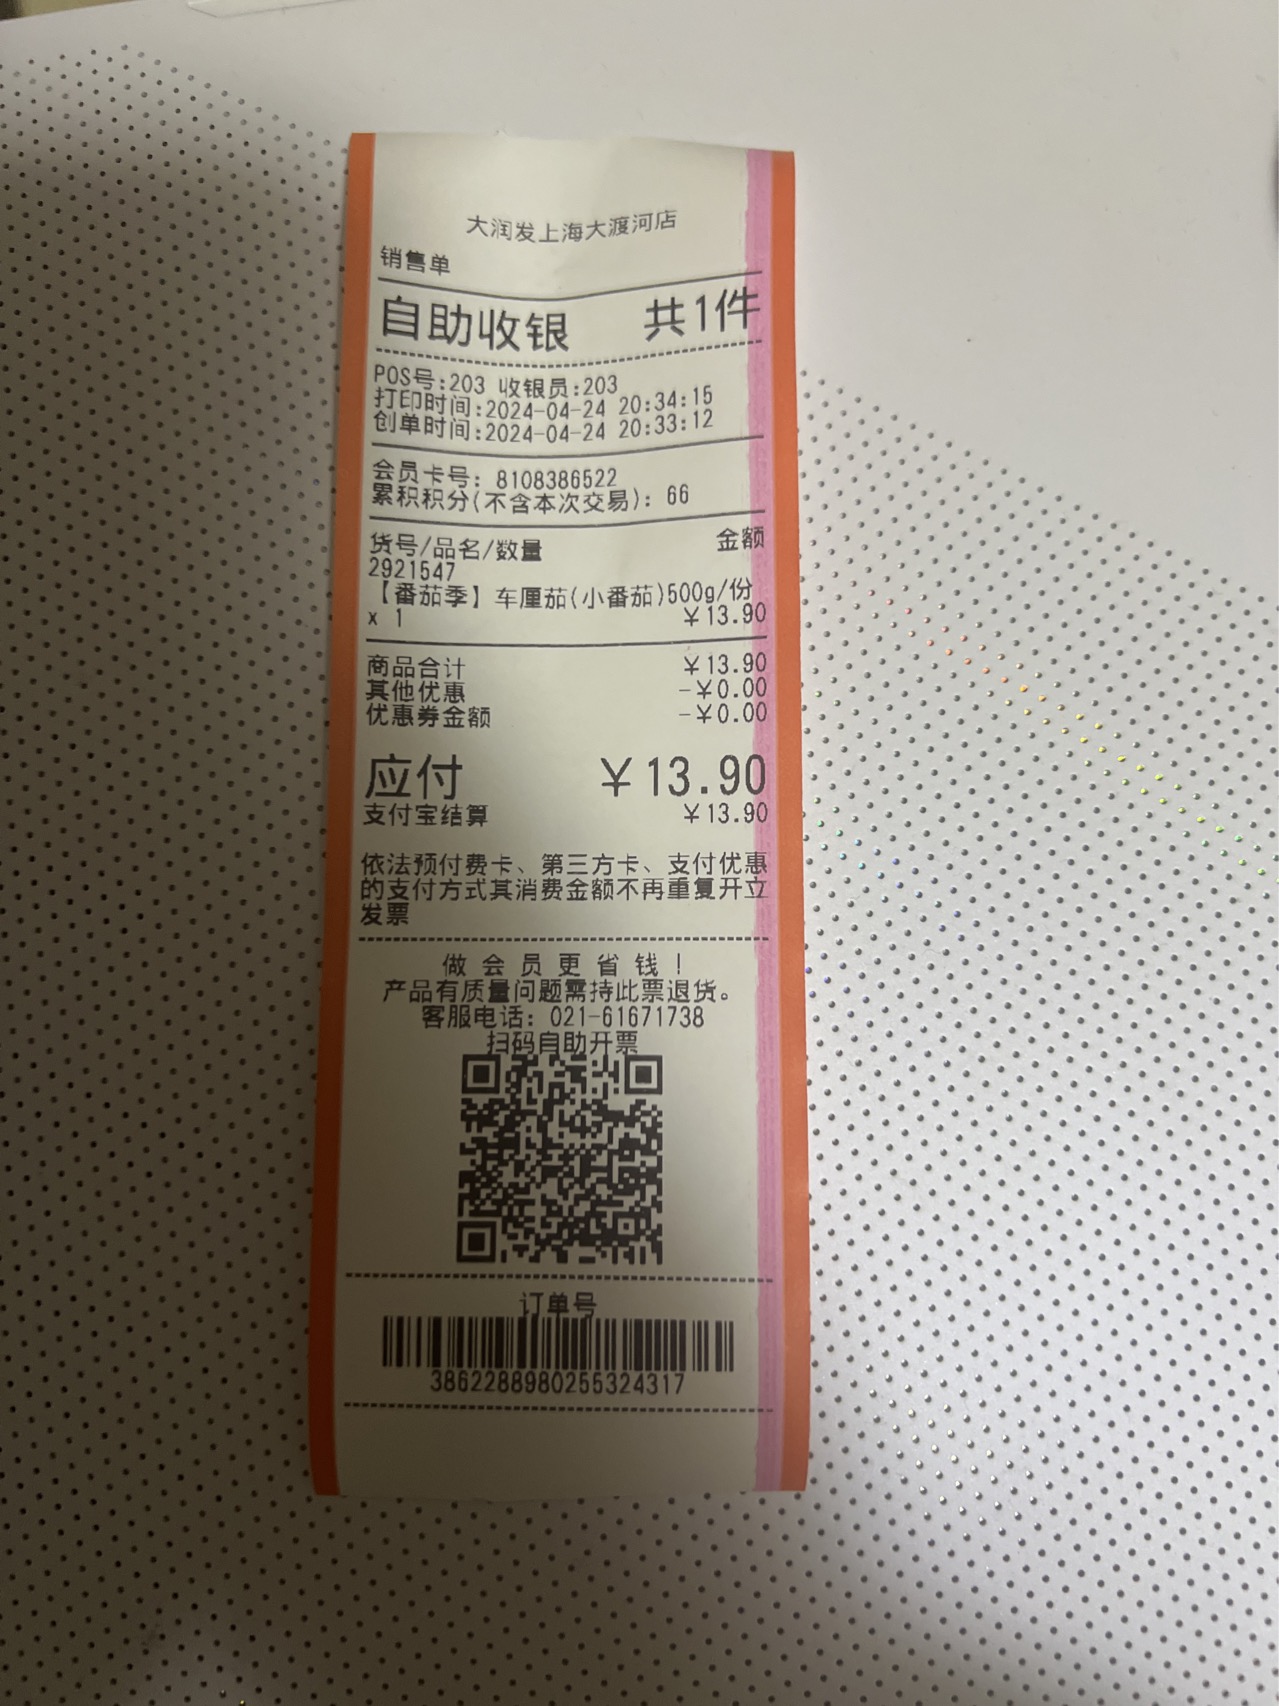 大润发上海大渡河店
销售单
自助收银 共1件
POS号:203 收银员:203
打印时间:2024-04-24 20:34:15
创单时间:2024-04-24 20:33:12
会员卡号: 8108386522
累积积分(不含本次交易): 66
货号/品名/数量 金额
2921547
【番茄季】车厘茄(小番茄)500g/份
x 1 ￥13.90
商品合计 ￥13.90
其他优惠 -￥0.00
优惠券金额 -￥0.00
应付 ￥13.90
支付宝结算 ￥13.90
依法预付费卡、第三方卡、支付优惠
的支付方式其消费金额不再重复开立
发票
做会员更省钱!
产品有质量问题需持此票退货。
客服电话: 021-61671738
扫码自助开票
订单号
3862288980255324317